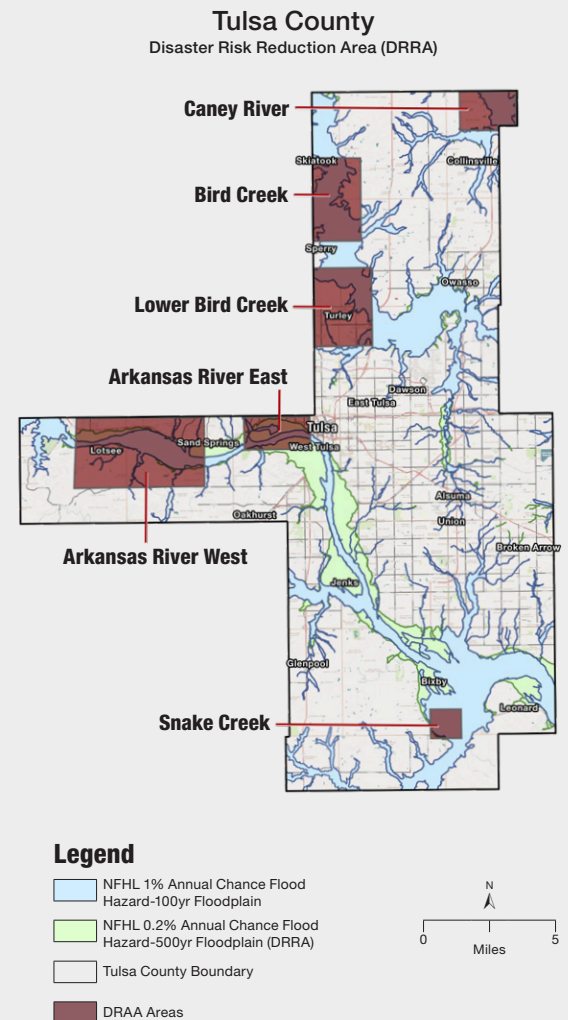 Tulsa County
Disaster Risk Reduction Area (DRRA)
Caney River
Skiatook
Collinsville
Bird Creek
Sperry
Owasso
Lower Bird Creek
Turley
Arkansas River East
Dawson
East Tulsa
Tulsa
Sand Springs
West Tulsa
Lotsee
Alsuma
Oakhurst
Union
Broken Arrow
Arkansas River West
Jenks
Glenpool
Bixby
Leonard
Snake Creek
Legend
NFHL 1% Annual Chance Flood
Hazard-100yr Floodplain
NFHL 0.2% Annual Chance Flood
Hazard-500yr Floodplain (DRRA)
Tulsa County Boundary
DRAA Areas
N
0 5
Miles